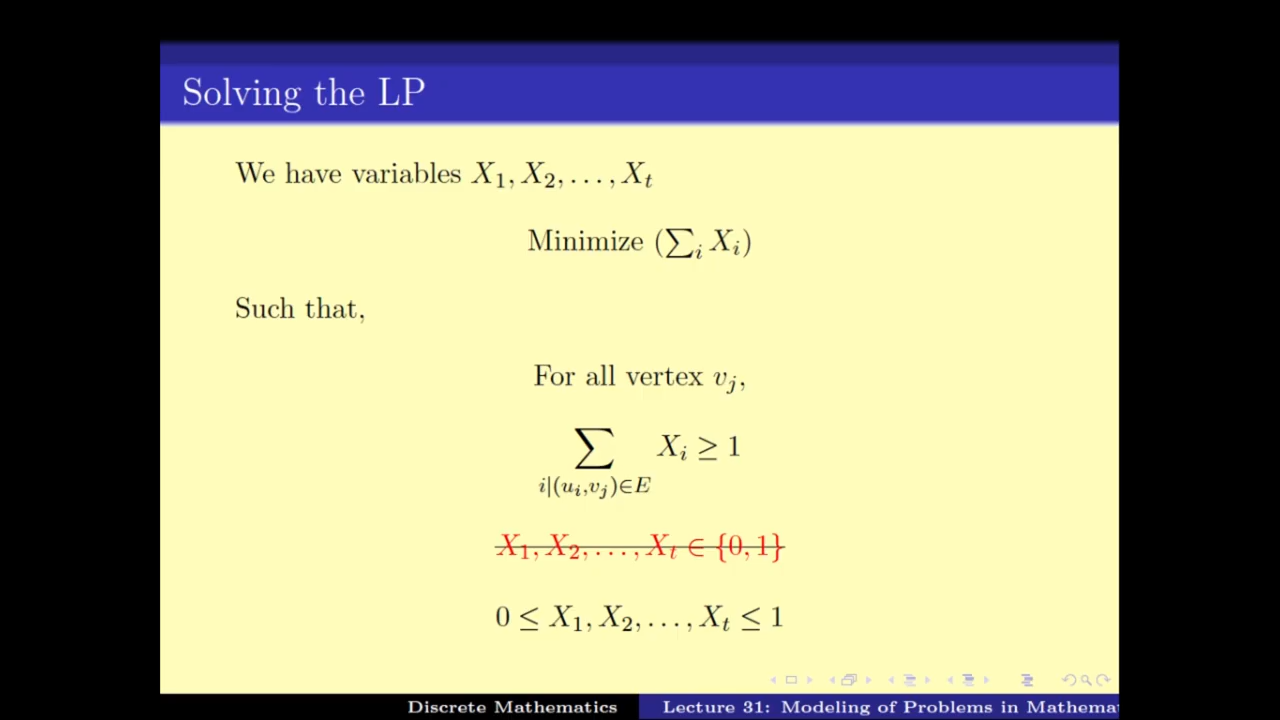 Solving the LP
We have variables X₁, X₂, . . . , Xₜ
Minimize (∑ᵢ Xᵢ)
Such that,
For all vertex vⱼ,
∑ Xᵢ ≥ 1
i|(uᵢ,vⱼ)∈E
X₁, X₂, . . . , Xₜ ∈ {0, 1}
0 ≤ X₁, X₂, . . . , Xₜ ≤ 1
Discrete Mathematics Lecture 31: Modeling of Problems in Mathema